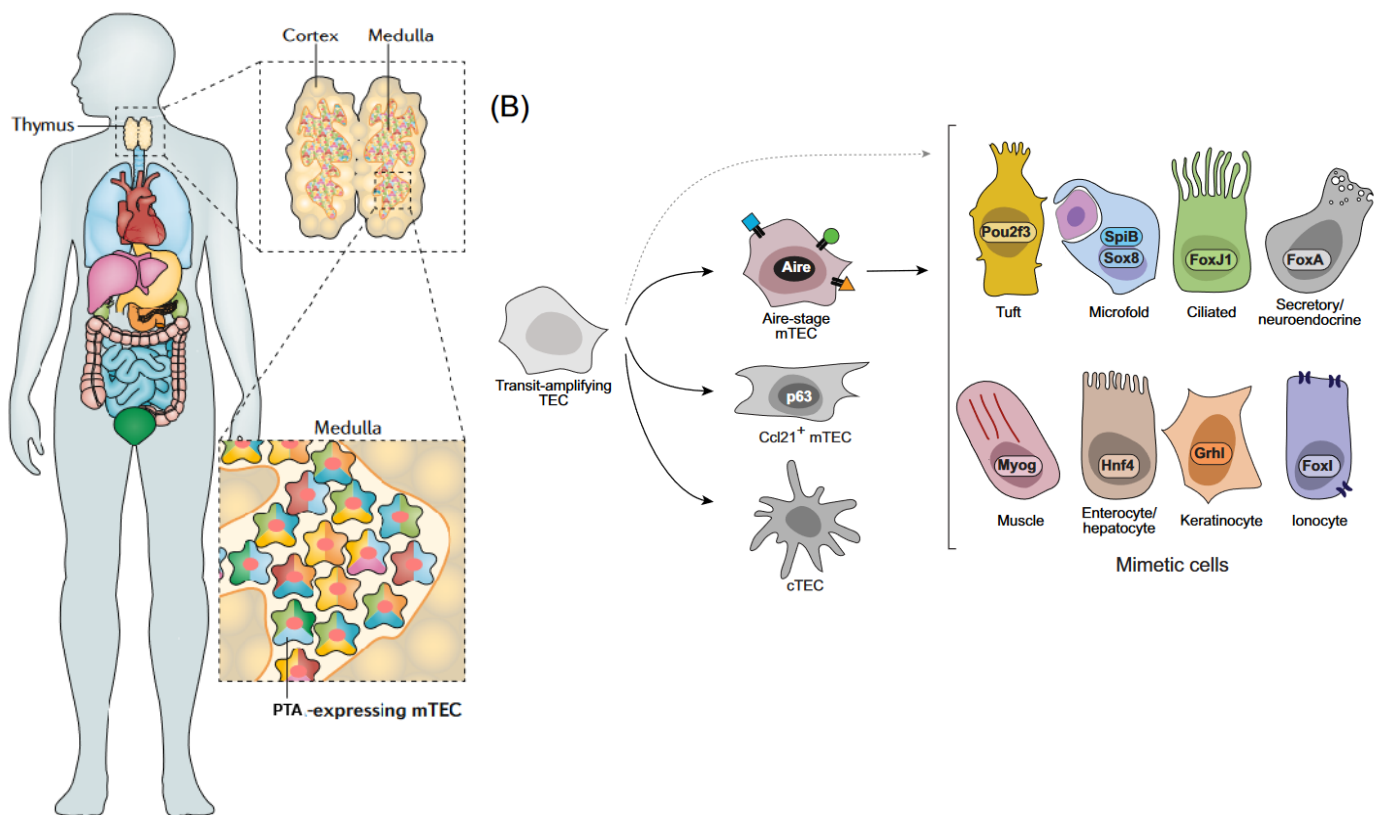 Cortex
Medulla
Thymus
Medulla
PTA -expressing mTEC
(B)
Transit-amplifying
TEC
Aire
Aire-stage
mTEC
p63
Ccl21+ mTEC
cTEC
Pou2f3
Tuft
SpiB
Sox8
Microfold
FoxJ1
Ciliated
FoxA
Secretory/
neuroendocrine
Myog
Muscle
Hnf4
Enterocyte/
hepatocyte
Grhl
Keratinocyte
FoxI
Ionocyte
Mimetic cells